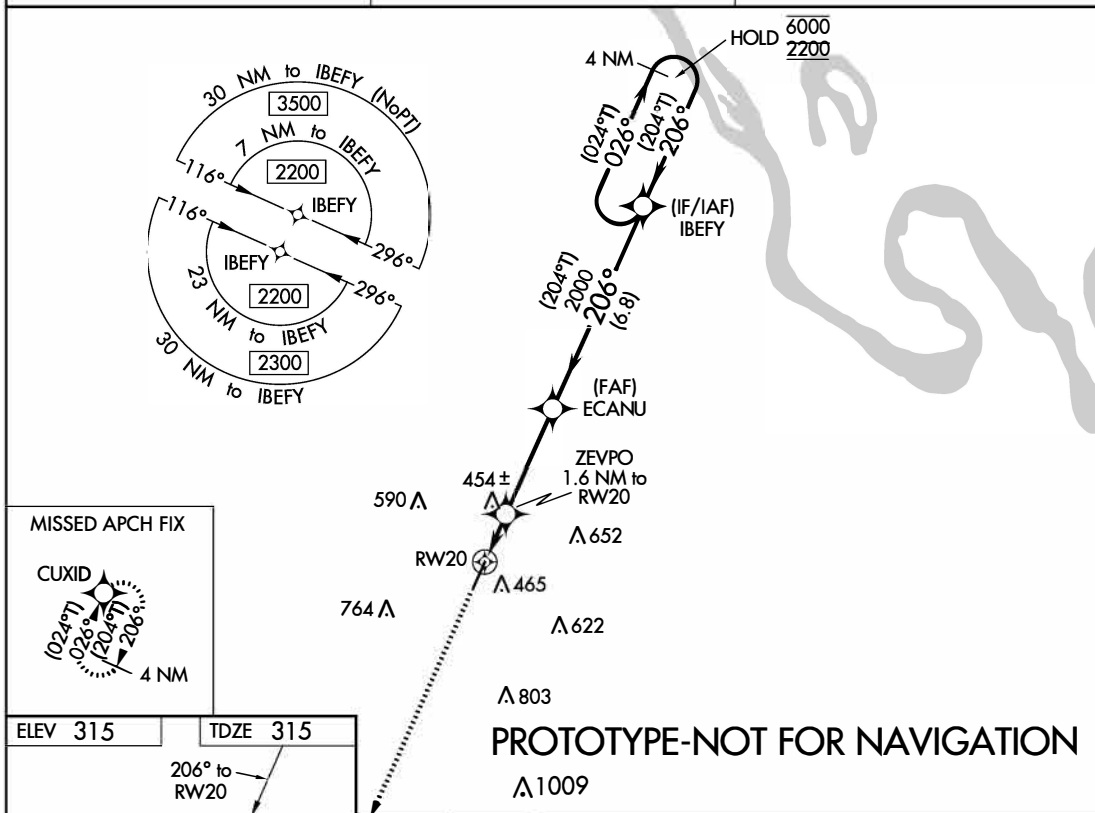 30 NM to IBEFY (NoPT)
3500
7 NM to IBEFY
2200
116°
IBEFY
296°
116°
IBEFY
296°
2200
23 NM to IBEFY
2300
30 NM to IBEFY
HOLD 6000
2200
4 NM
(024°T)
026°
(204°T)
206°
(IF/IAF)
IBEFY
(204°T)
2000
206°
(6.8)
(FAF)
ECANU
ZEVPO
1.6 NM to
RW20
454±
590
652
RW20
465
764
622
803
1009
MISSED APCH FIX
CUXID
(024°T)
026°
(204°T)
206°
4 NM
ELEV 315
TDZE 315
206° to
RW20
PROTOTYPE-NOT FOR NAVIGATION